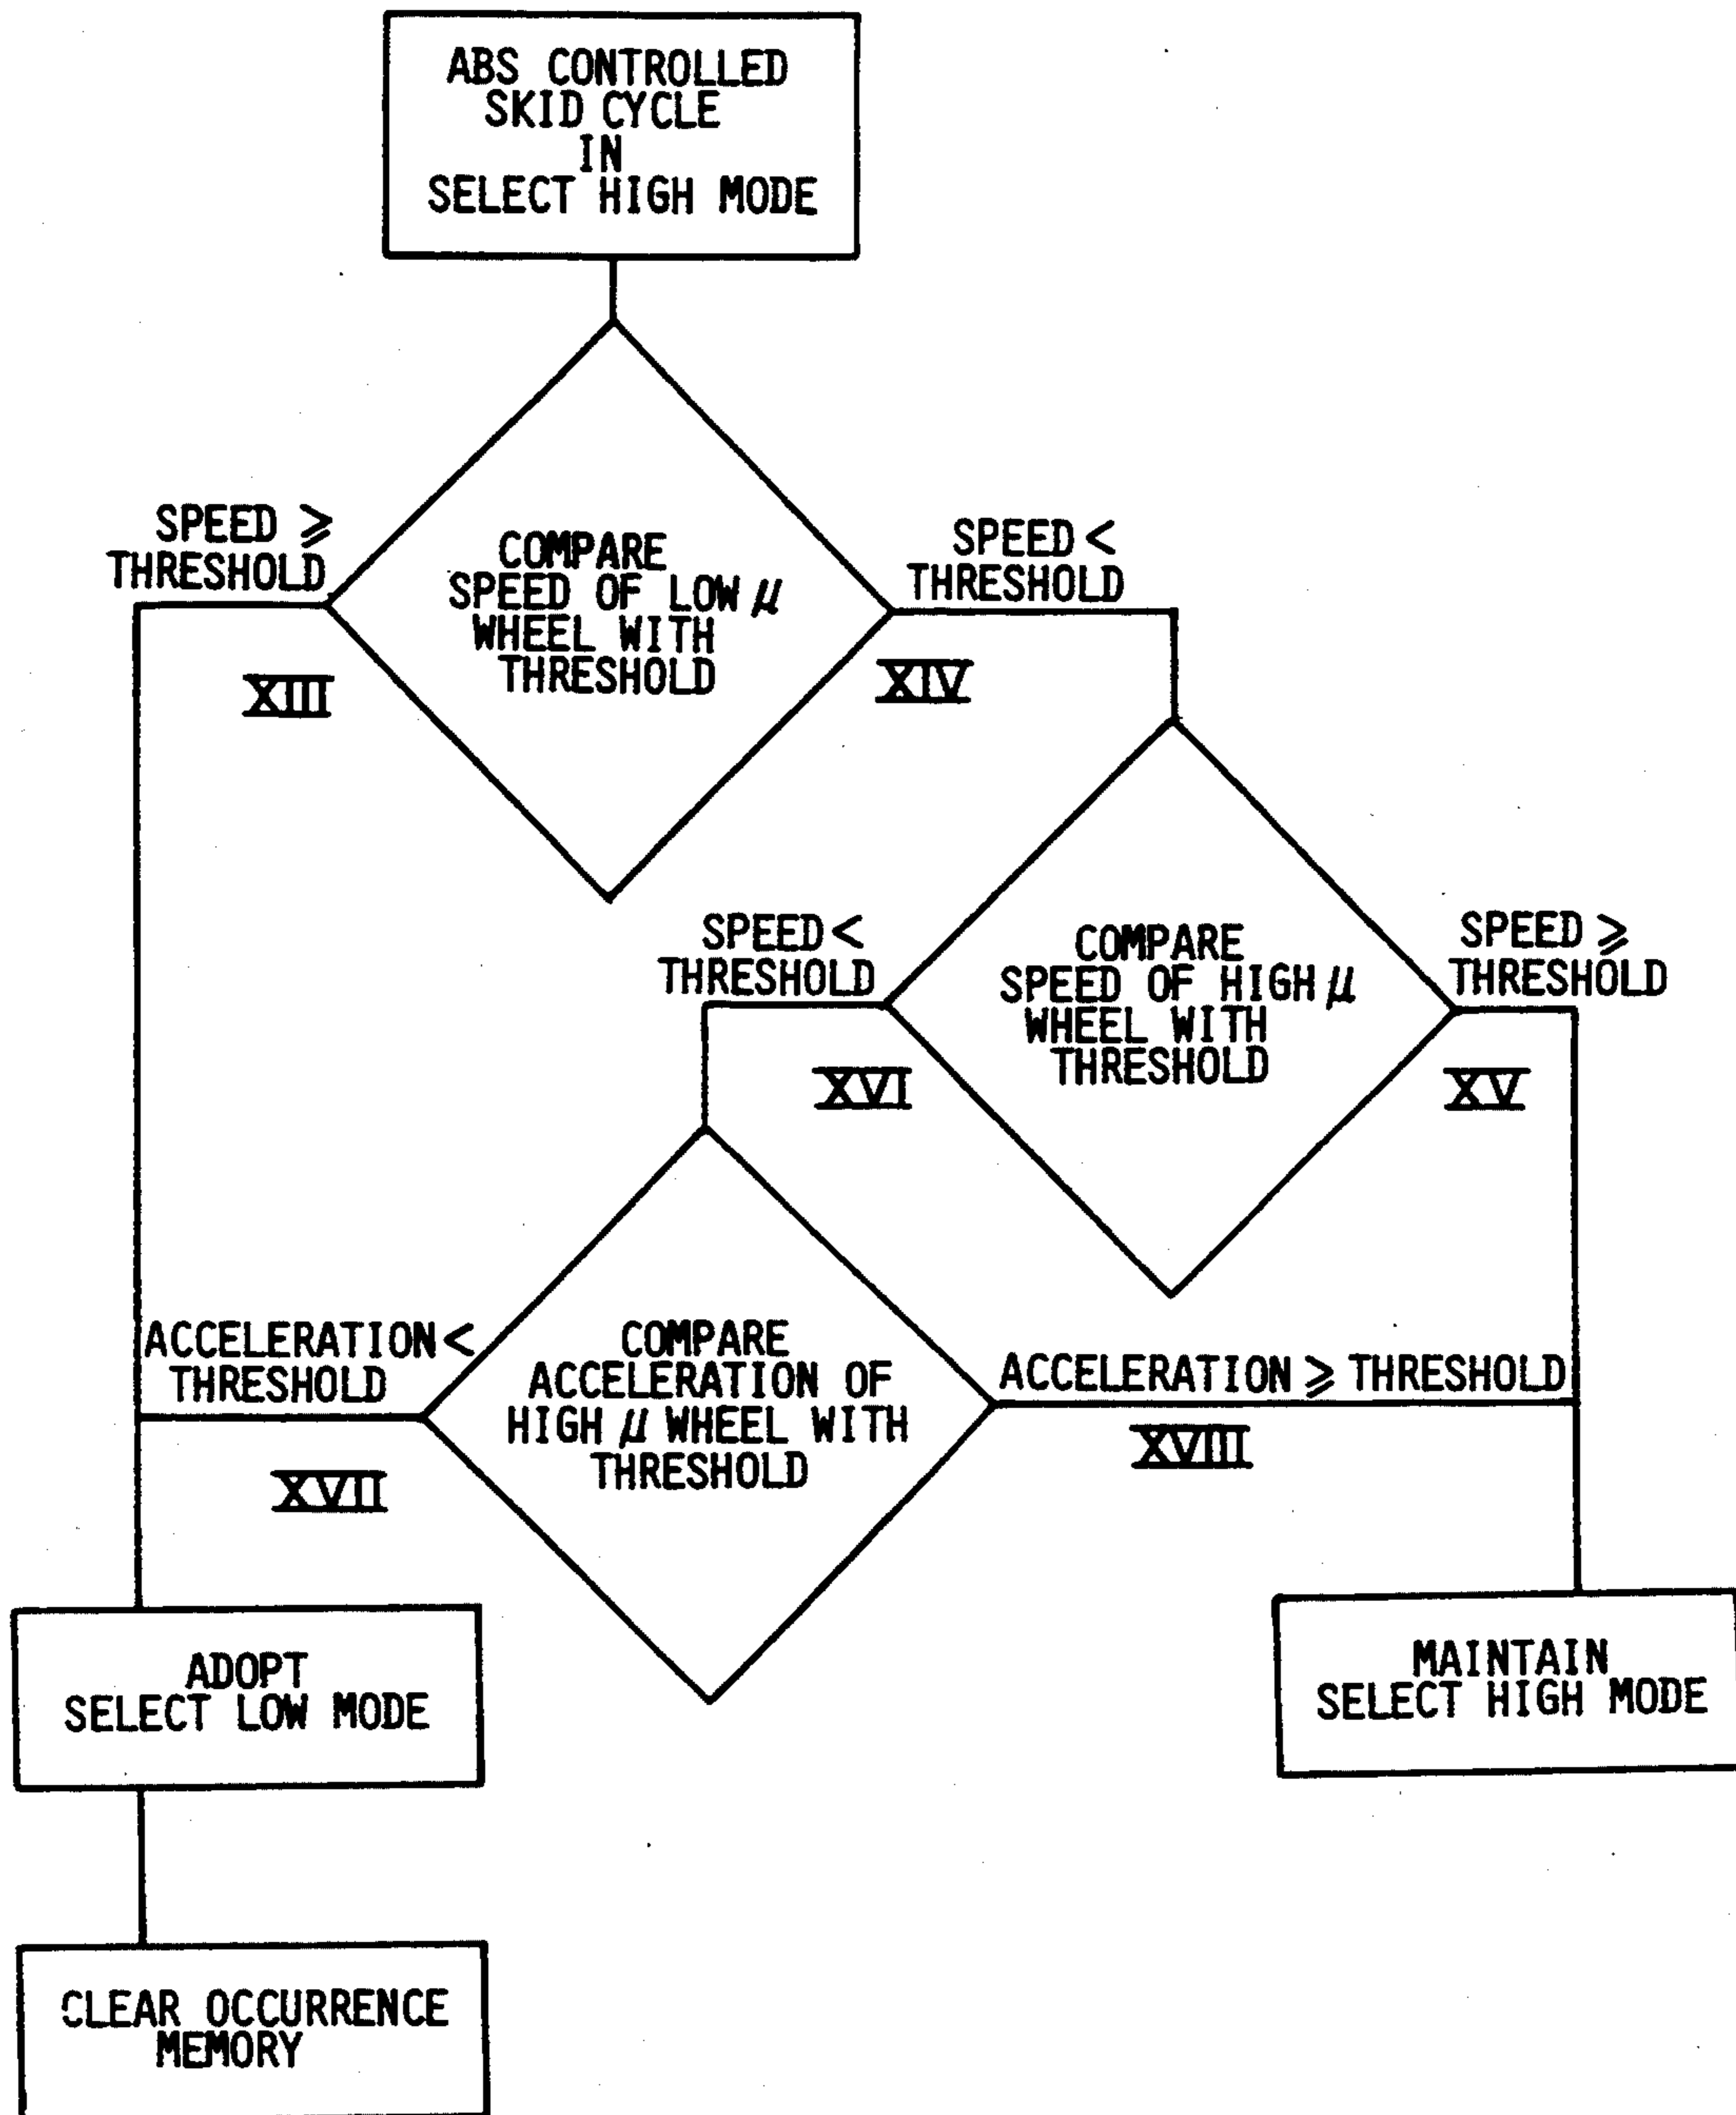 ABS CONTROLLED
SKID CYCLE
IN
SELECT HIGH MODE
SPEED ⩾
THRESHOLD
COMPARE
SPEED OF LOW μ
WHEEL WITH
THRESHOLD
SPEED <
THRESHOLD
XIII
XIV
SPEED <
THRESHOLD
COMPARE
SPEED OF HIGH μ
WHEEL WITH
THRESHOLD
SPEED ⩾
THRESHOLD
XVI
XV
ACCELERATION <
THRESHOLD
COMPARE
ACCELERATION OF
HIGH μ WHEEL WITH
THRESHOLD
ACCELERATION ⩾ THRESHOLD
XVII
XVIII
ADOPT
SELECT LOW MODE
MAINTAIN
SELECT HIGH MODE
CLEAR OCCURRENCE
MEMORY